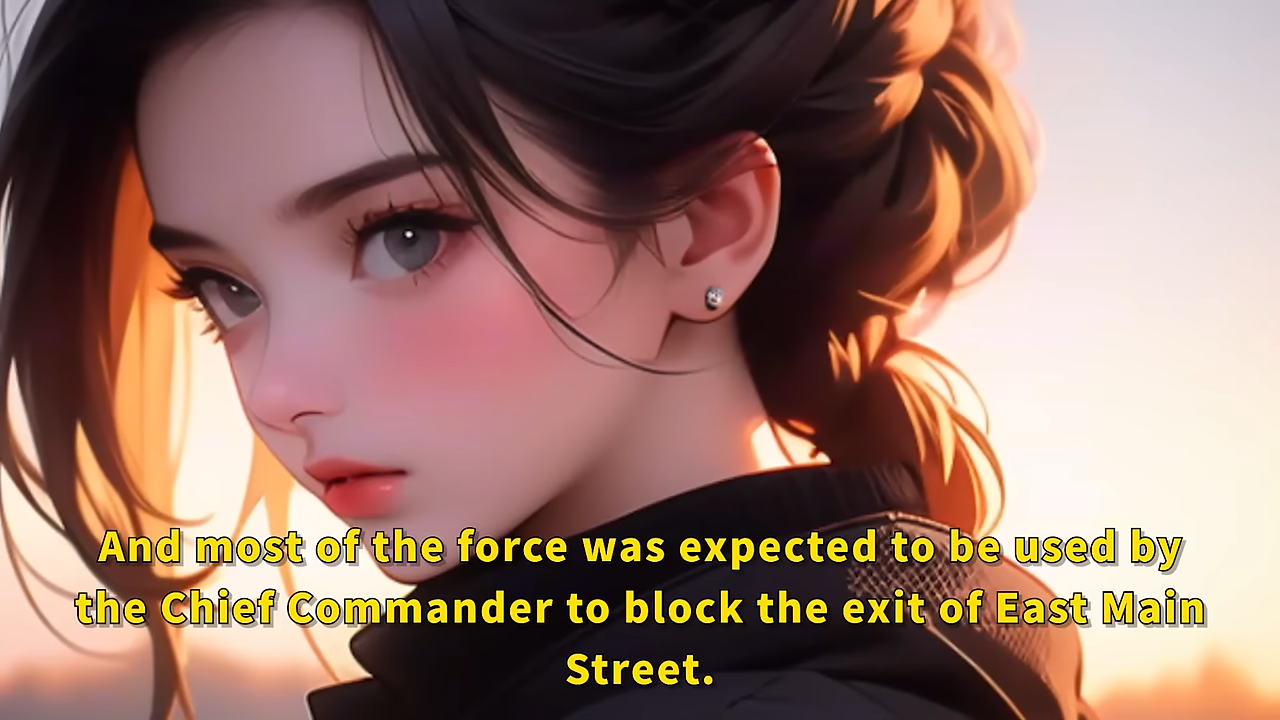 And most of the force was expected to be used by
the Chief Commander to block the exit of East Main
Street.